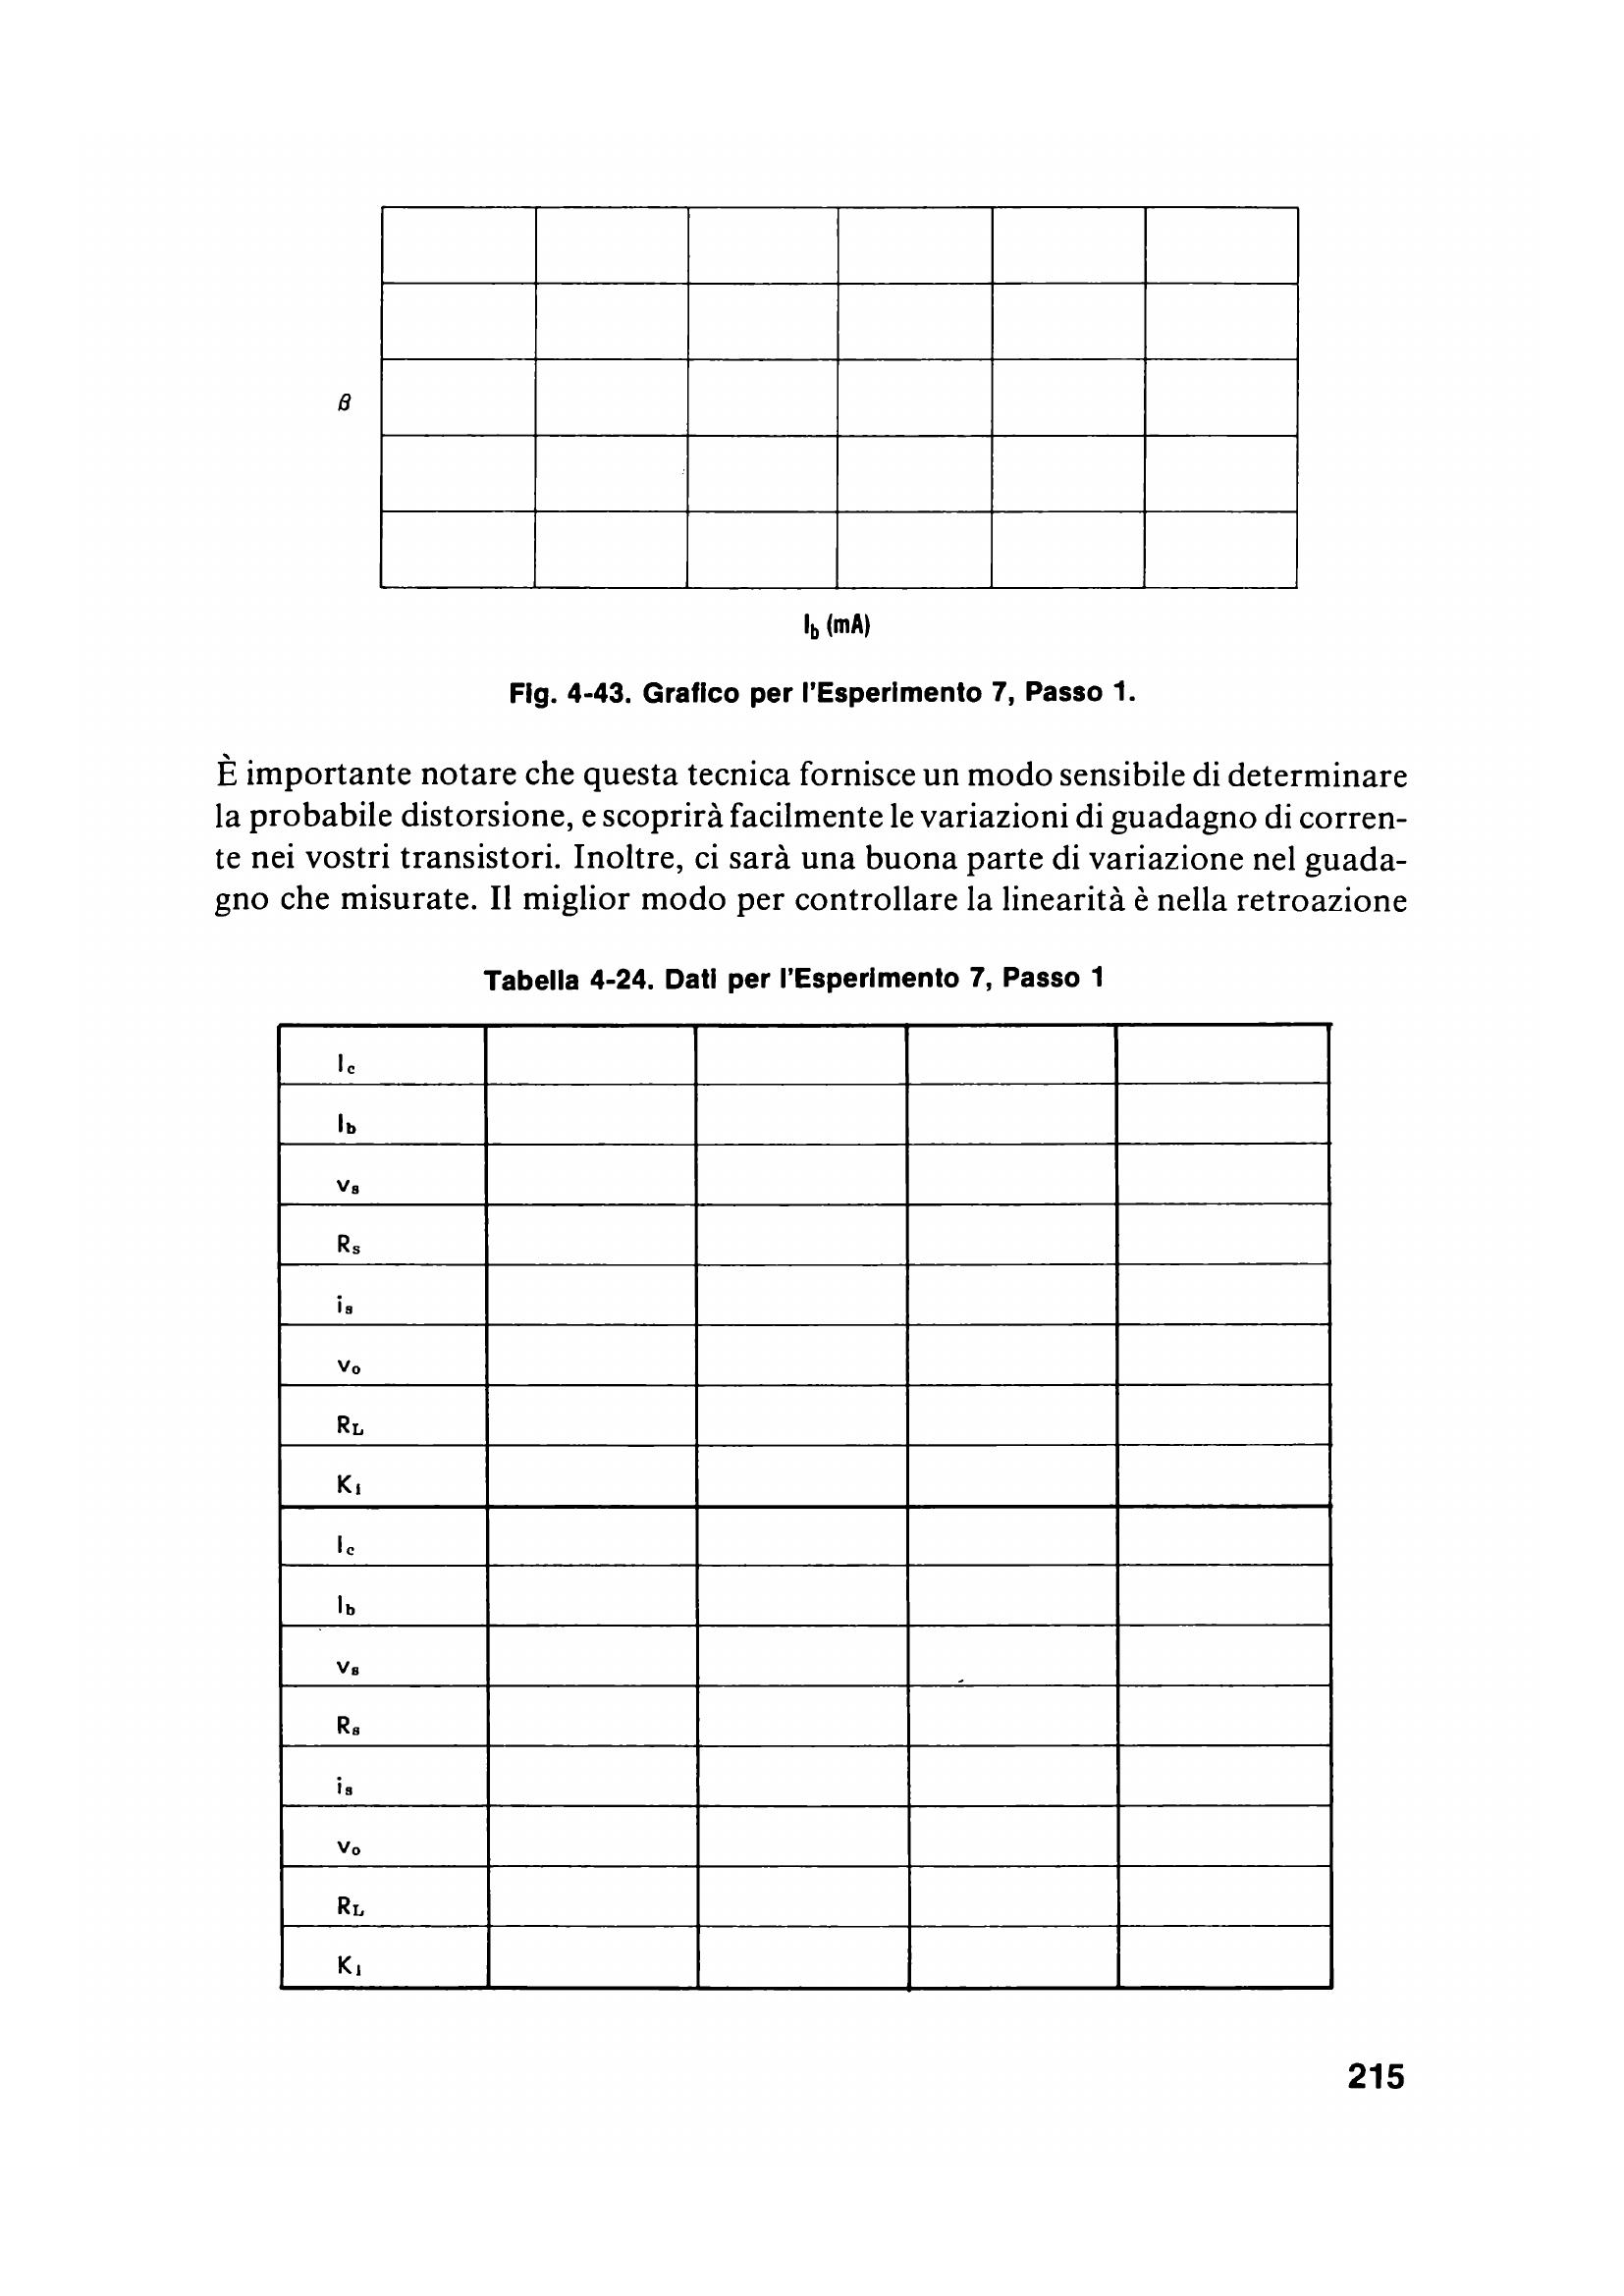 β
I_b (mA)
Fig. 4-43. Grafico per l'Esperimento 7, Passo 1.
È importante notare che questa tecnica fornisce un modo sensibile di determinare
la probabile distorsione, e scoprirà facilmente le variazioni di guadagno di corren-
te nei vostri transistori. Inoltre, ci sarà una buona parte di variazione nel guada-
gno che misurate. Il miglior modo per controllare la linearità è nella retroazione
Tabella 4-24. Dati per l'Esperimento 7, Passo 1
I_c
I_b
v_s
R_s
i_s
v_o
R_L
K_i
I_c
I_b
v_s
R_s
i_s
v_o
R_L
K_i
215